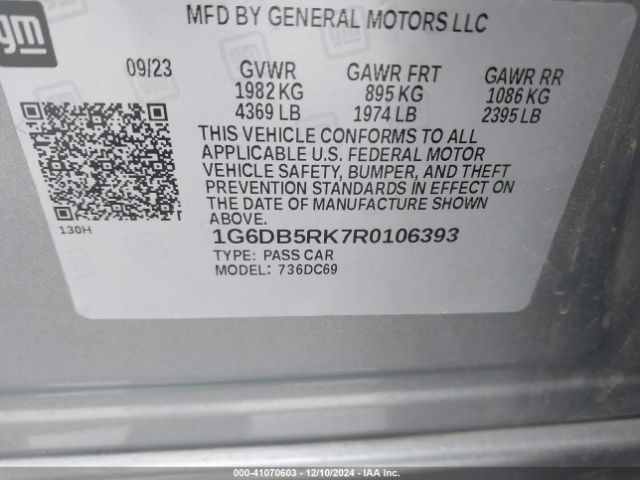 gm
MFD BY GENERAL MOTORS LLC
09/23 GVWR GAWR FRT GAWR RR
1982 KG 895 KG 1086 KG
4369 LB 1974 LB 2395 LB
THIS VEHICLE CONFORMS TO ALL
APPLICABLE U.S. FEDERAL MOTOR
VEHICLE SAFETY, BUMPER, AND THEFT
PREVENTION STANDARDS IN EFFECT ON
THE DATE OF MANUFACTURE SHOWN
ABOVE.
130H
1G6DB5RK7R0106393
TYPE: PASS CAR
MODEL: 736DC69
000-41070603 - 12/10/2024 - IAA Inc.